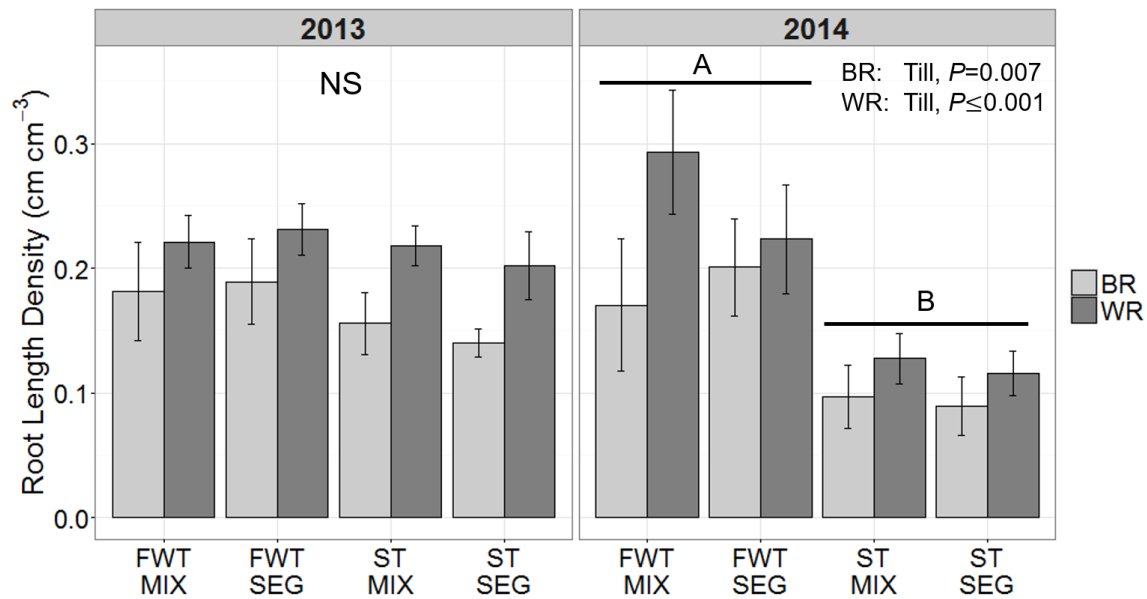 2013
2014
NS
A
BR: Till, P=0.007
WR: Till, P≤0.001
B
Root Length Density (cm cm⁻³)
0.3
0.2
0.1
0.0
FWT
MIX
FWT
SEG
ST
MIX
ST
SEG
FWT
MIX
FWT
SEG
ST
MIX
ST
SEG
BR
WR